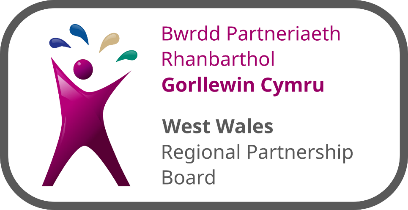 Bwrdd Partneriaeth
Rhanbarthol
Gorllewin Cymru
West Wales
Regional Partnership
Board